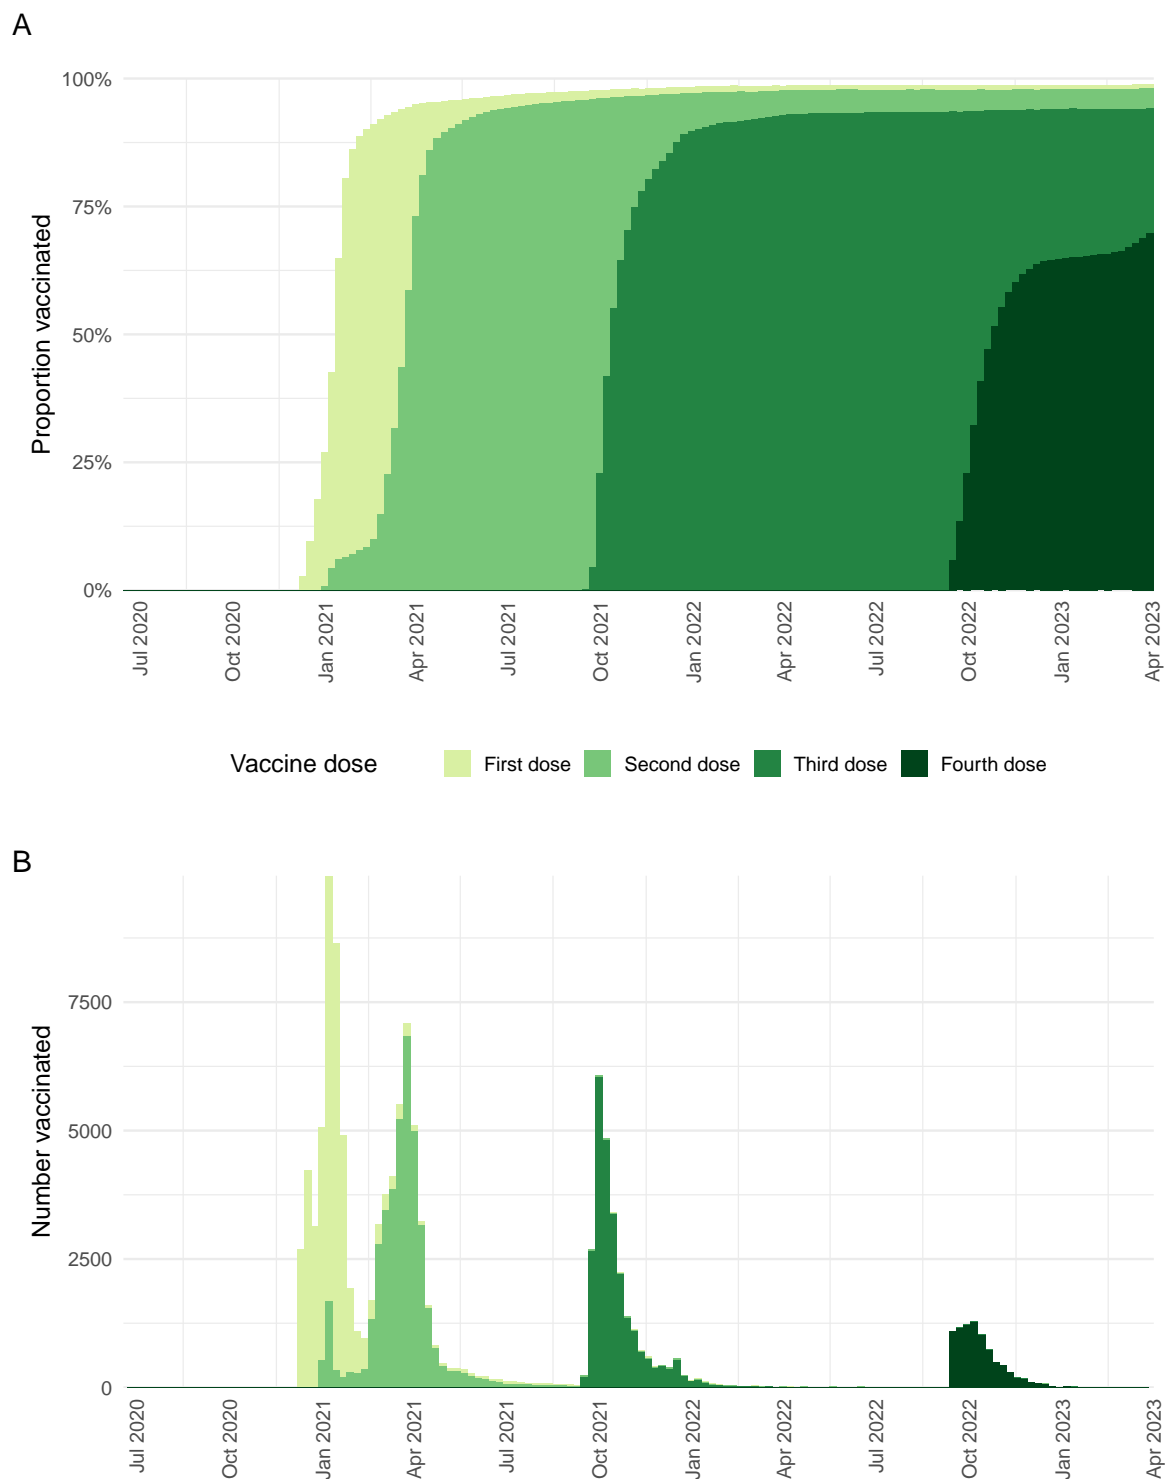 A
100%
75%
50%
25%
0%
Proportion vaccinated
Jul 2020
Oct 2020
Jan 2021
Apr 2021
Jul 2021
Oct 2021
Jan 2022
Apr 2022
Jul 2022
Oct 2022
Jan 2023
Apr 2023
Vaccine dose First dose Second dose Third dose Fourth dose
B
7500
5000
2500
0
Number vaccinated
Jul 2020
Oct 2020
Jan 2021
Apr 2021
Jul 2021
Oct 2021
Jan 2022
Apr 2022
Jul 2022
Oct 2022
Jan 2023
Apr 2023